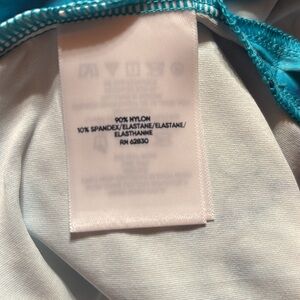 90% NYLON
10% SPANDEX/ELASTANE/ELASTANE/
ELASTHANNE
RN 62830